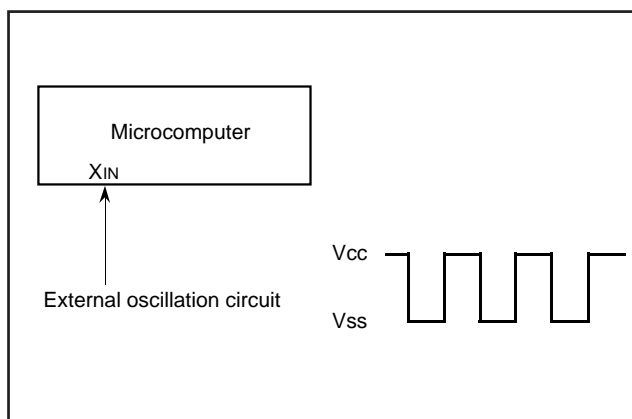 Microcomputer
XIN
External oscillation circuit
Vcc
Vss